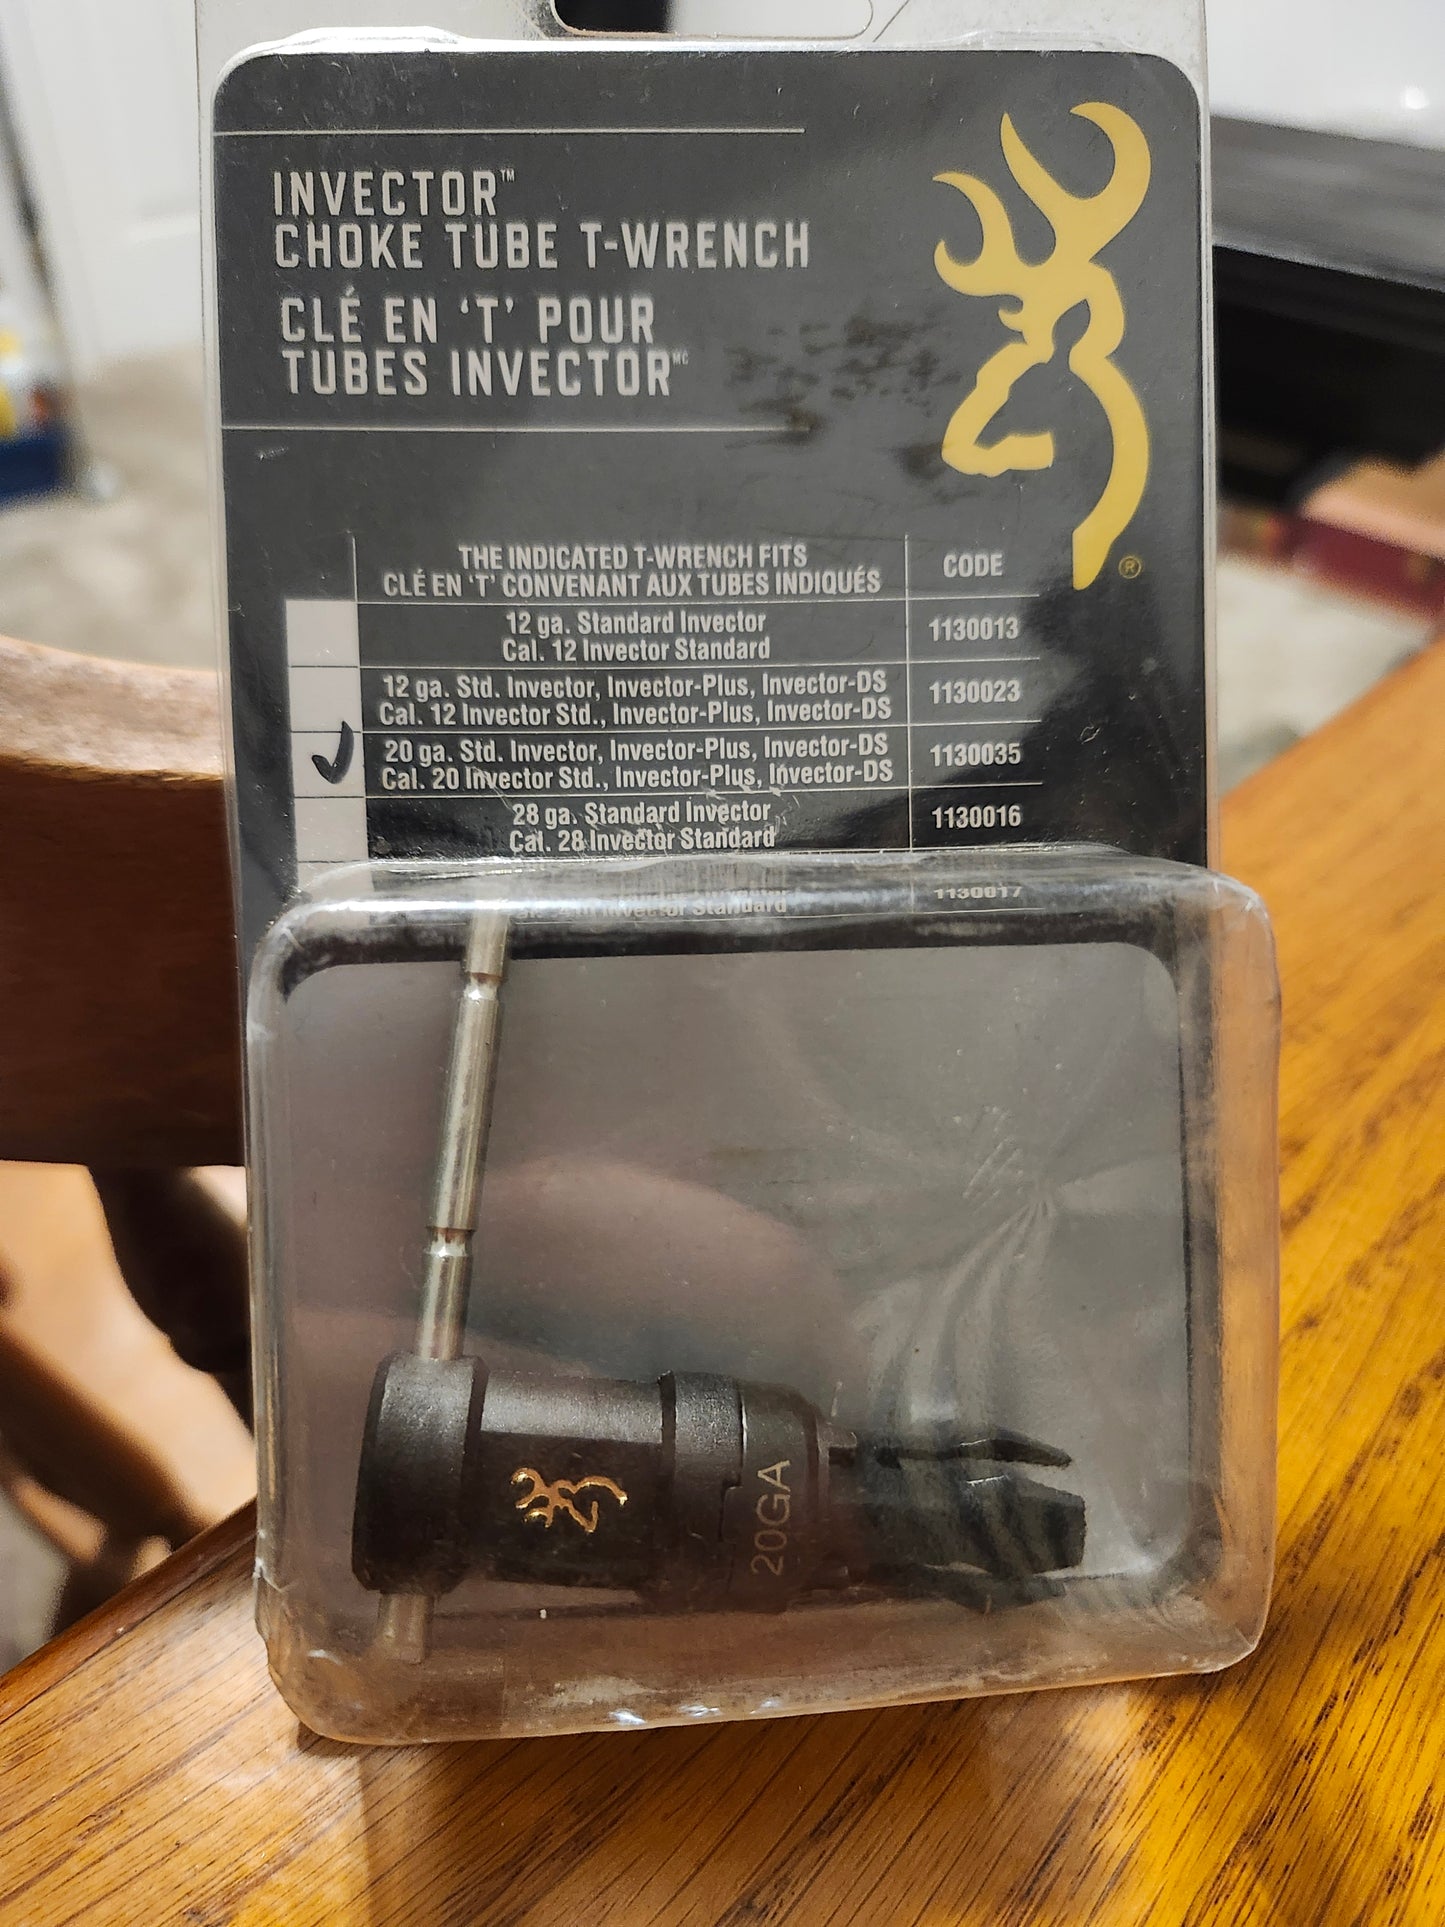 INVECTOR™
CHOKE TUBE T-WRENCH
CLÉ EN 'T' POUR
TUBES INVECTOR MC
THE INDICATED T-WRENCH FITS
CLÉ EN 'T' CONVENANT AUX TUBES INDIQUÉS
CODE
12 ga. Standard Invector
Cal. 12 Invector Standard
1130013
12 ga. Std. Invector, Invector-Plus, Invector-DS
Cal. 12 Invector Std., Invector-Plus, Invector-DS
1130023
20 ga. Std. Invector, Invector-Plus, Invector-DS
Cal. 20 Invector Std., Invector-Plus, Invector-DS
1130035
28 ga. Standard Invector
Cal. 28 Invector Standard
1130016
Invector Standard
1130017
®
20GA